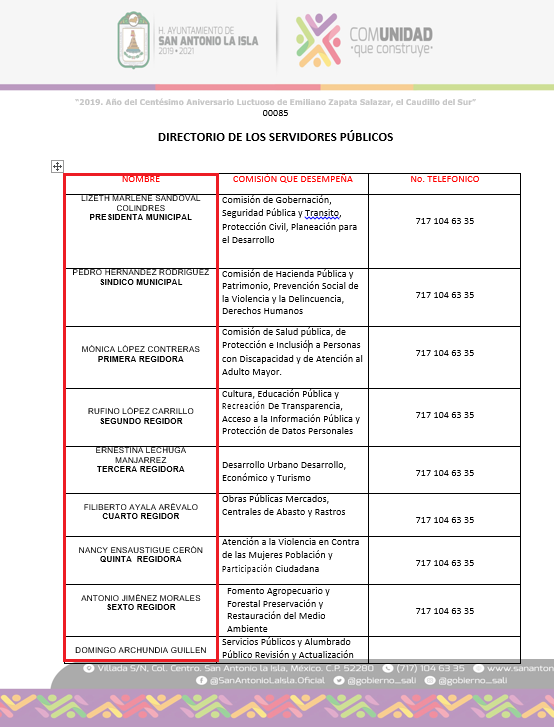 H. AYUNTAMIENTO DE
SAN ANTONIO LA ISLA
2019 • 2021
COMUNIDAD
•que construye•
"2019. Año del Centésimo Aniversario Luctuoso de Emiliano Zapata Salazar, el Caudillo del Sur"
00085
DIRECTORIO DE LOS SERVIDORES PÚBLICOS
NOMBRE
COMISIÓN QUE DESEMPEÑA
No. TELEFONICO
LIZETH MARLENE SANDOVAL
COLINDRES
PRESIDENTA MUNICIPAL
Comisión de Gobernación,
Seguridad Pública y Transito,
Protección Civil, Planeación para
el Desarrollo
717 104 63 35
PEDRO HERNANDEZ RODRIGUEZ
SINDICO MUNICIPAL
Comisión de Hacienda Pública y
Patrimonio, Prevención Social de
la Violencia y la Delincuencia,
Derechos Humanos
717 104 63 35
MÓNICA LÓPEZ CONTRERAS
PRIMERA REGIDORA
Comisión de Salud pública, de
Protección e Inclusión a Personas
con Discapacidad y de Atención al
Adulto Mayor.
717 104 63 35
RUFINO LÓPEZ CARRILLO
SEGUNDO REGIDOR
Cultura, Educación Pública y
Recreación De Transparencia,
Acceso a la Información Pública y
Protección de Datos Personales
717 104 63 35
ERNESTINA LECHUGA
MANJARREZ
TERCERA REGIDORA
Desarrollo Urbano Desarrollo,
Económico y Turismo
717 104 63 35
FILIBERTO AYALA ARÉVALO
CUARTO REGIDOR
Obras Públicas Mercados,
Centrales de Abasto y Rastros
717 104 63 35
NANCY ENSAUSTIGUE CERÓN
QUINTA REGIDORA
Atención a la Violencia en Contra
de las Mujeres Población y
Participación Ciudadana
717 104 63 35
ANTONIO JIMÉNEZ MORALES
SEXTO REGIDOR
Fomento Agropecuario y
Forestal Preservación y
Restauración del Medio
Ambiente
717 104 63 35
DOMINGO ARCHUNDIA GUILLEN
Servicios Públicos y Alumbrado
Público Revisión y Actualización
Villada S/N, Col. Centro. San Antonio la Isla, México. C.P. 52280 (717) 104 63 35 www.sananton
@SanAntonioLaIsla.Oficial @gobierno_sali @gobierno_sali